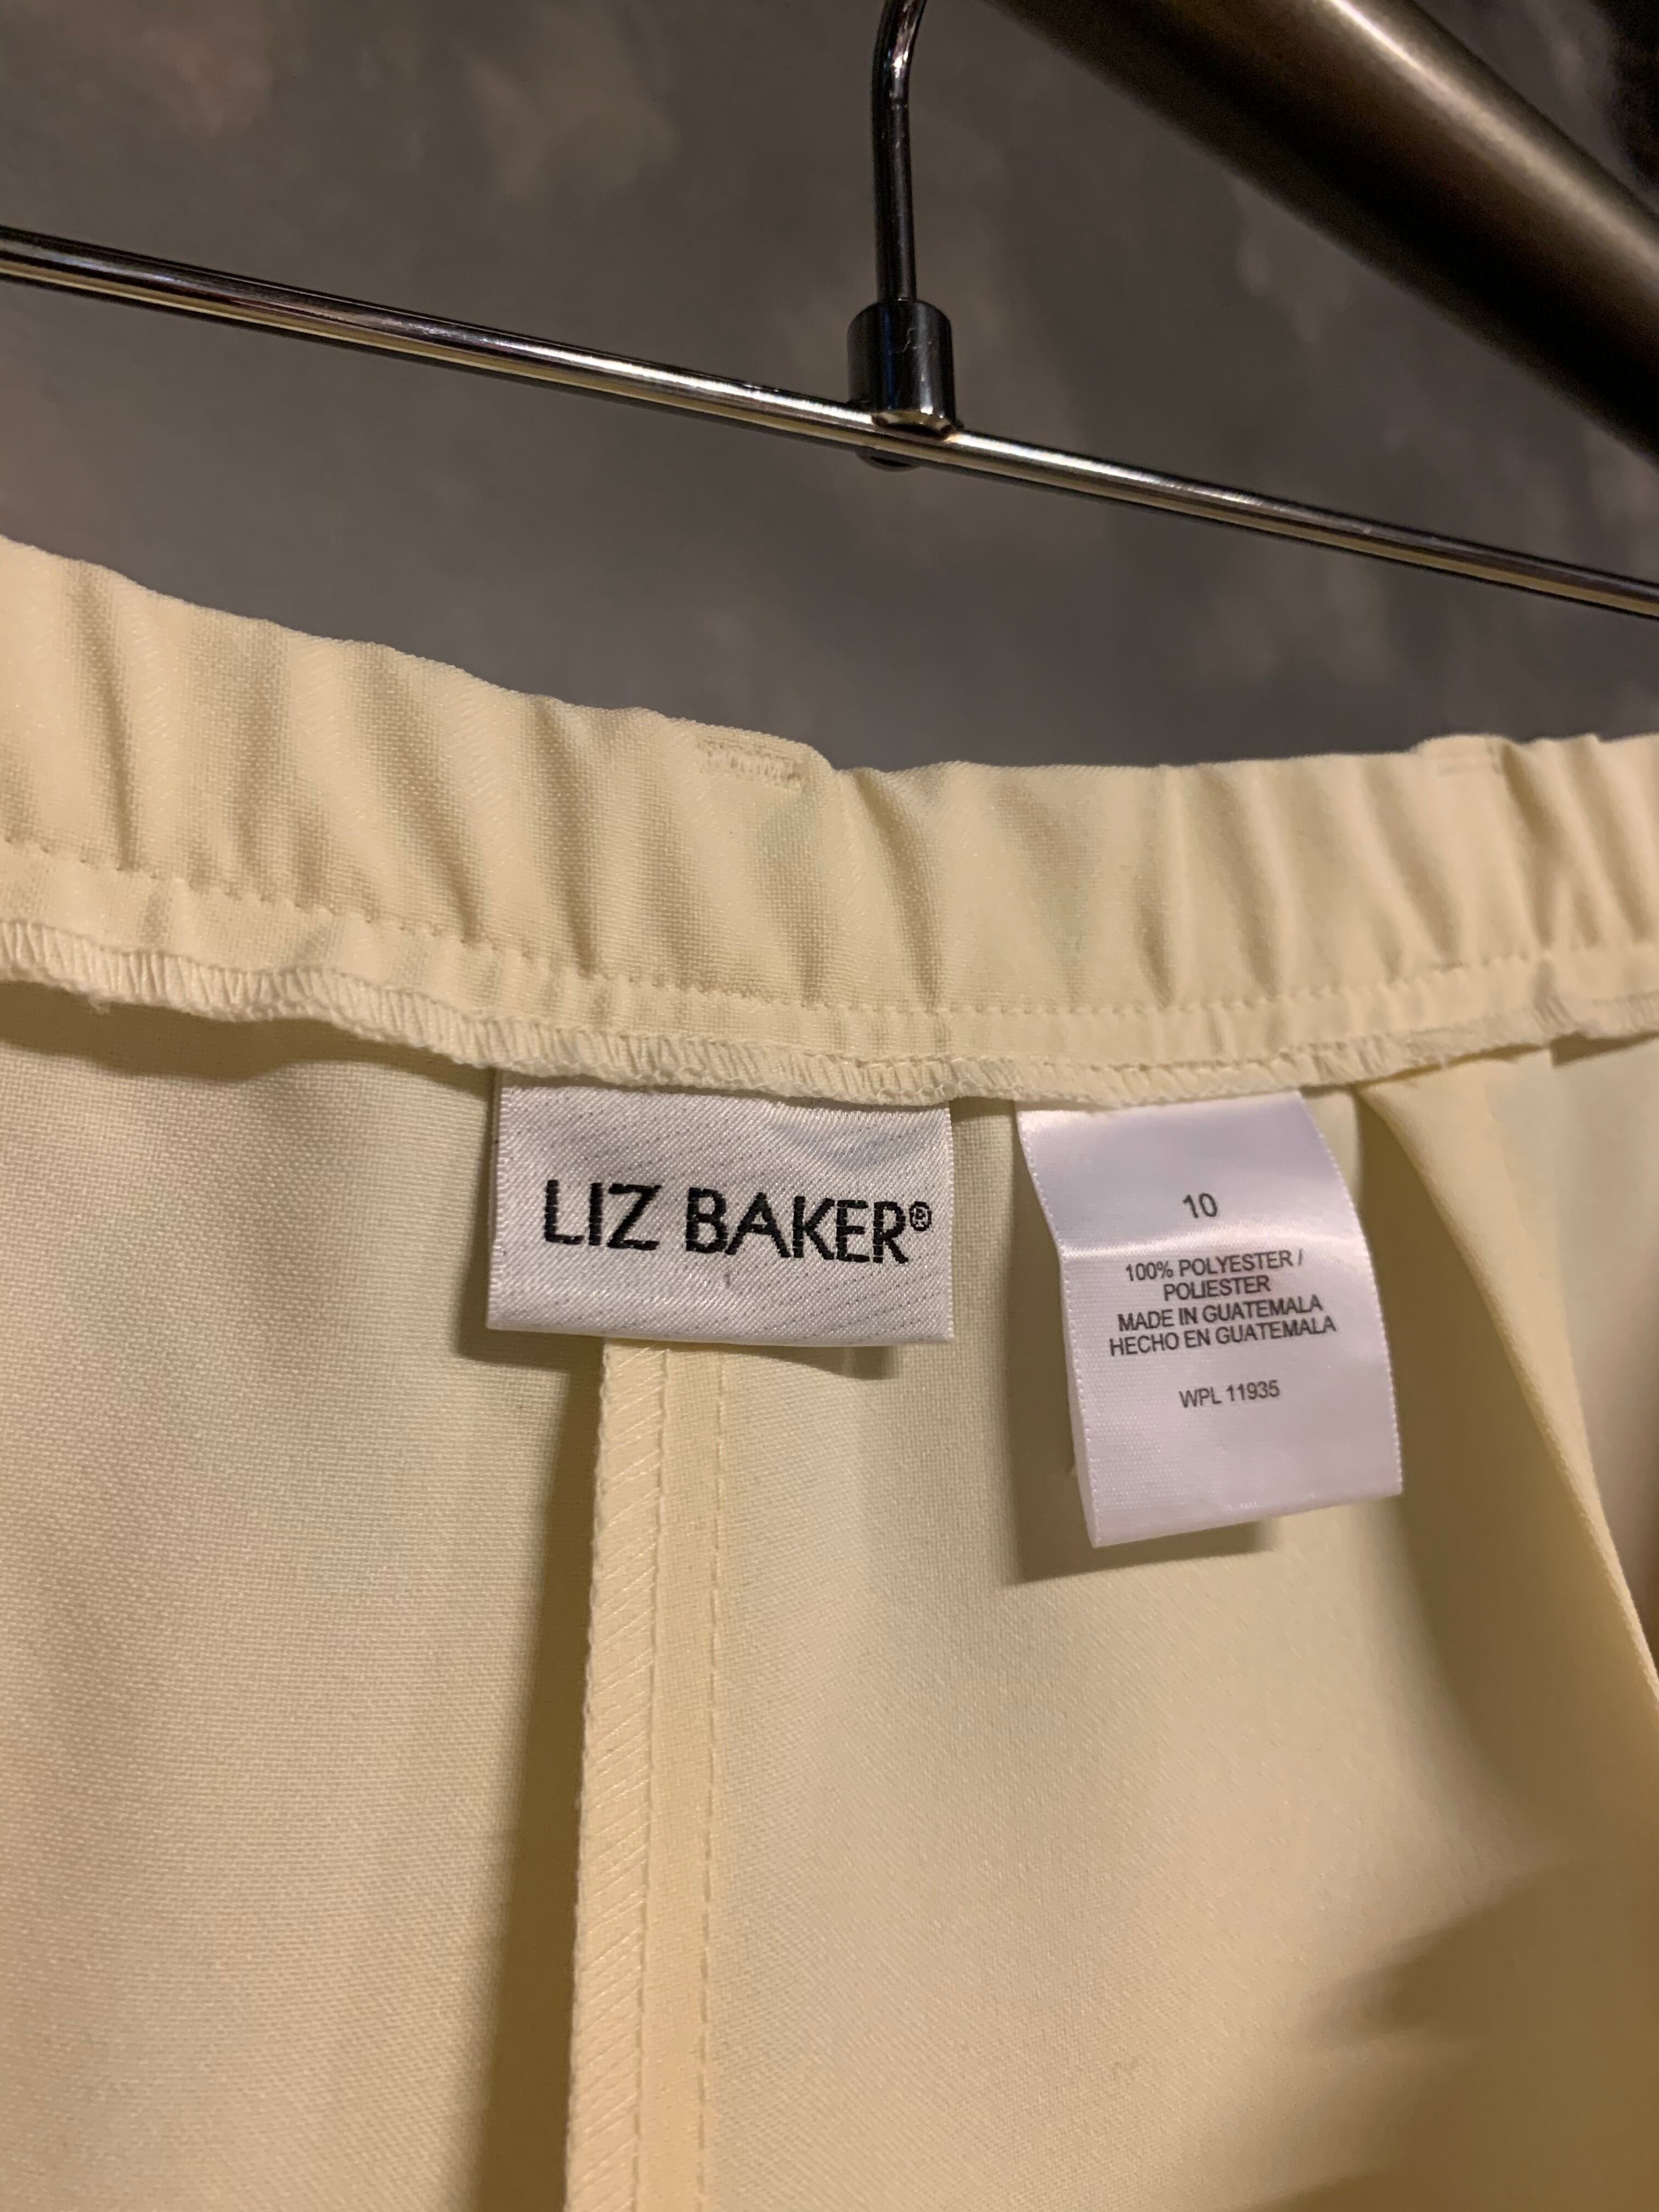 LIZ BAKER®
10
100% POLYESTER /
POLIESTER
MADE IN GUATEMALA
HECHO EN GUATEMALA
WPL 11935